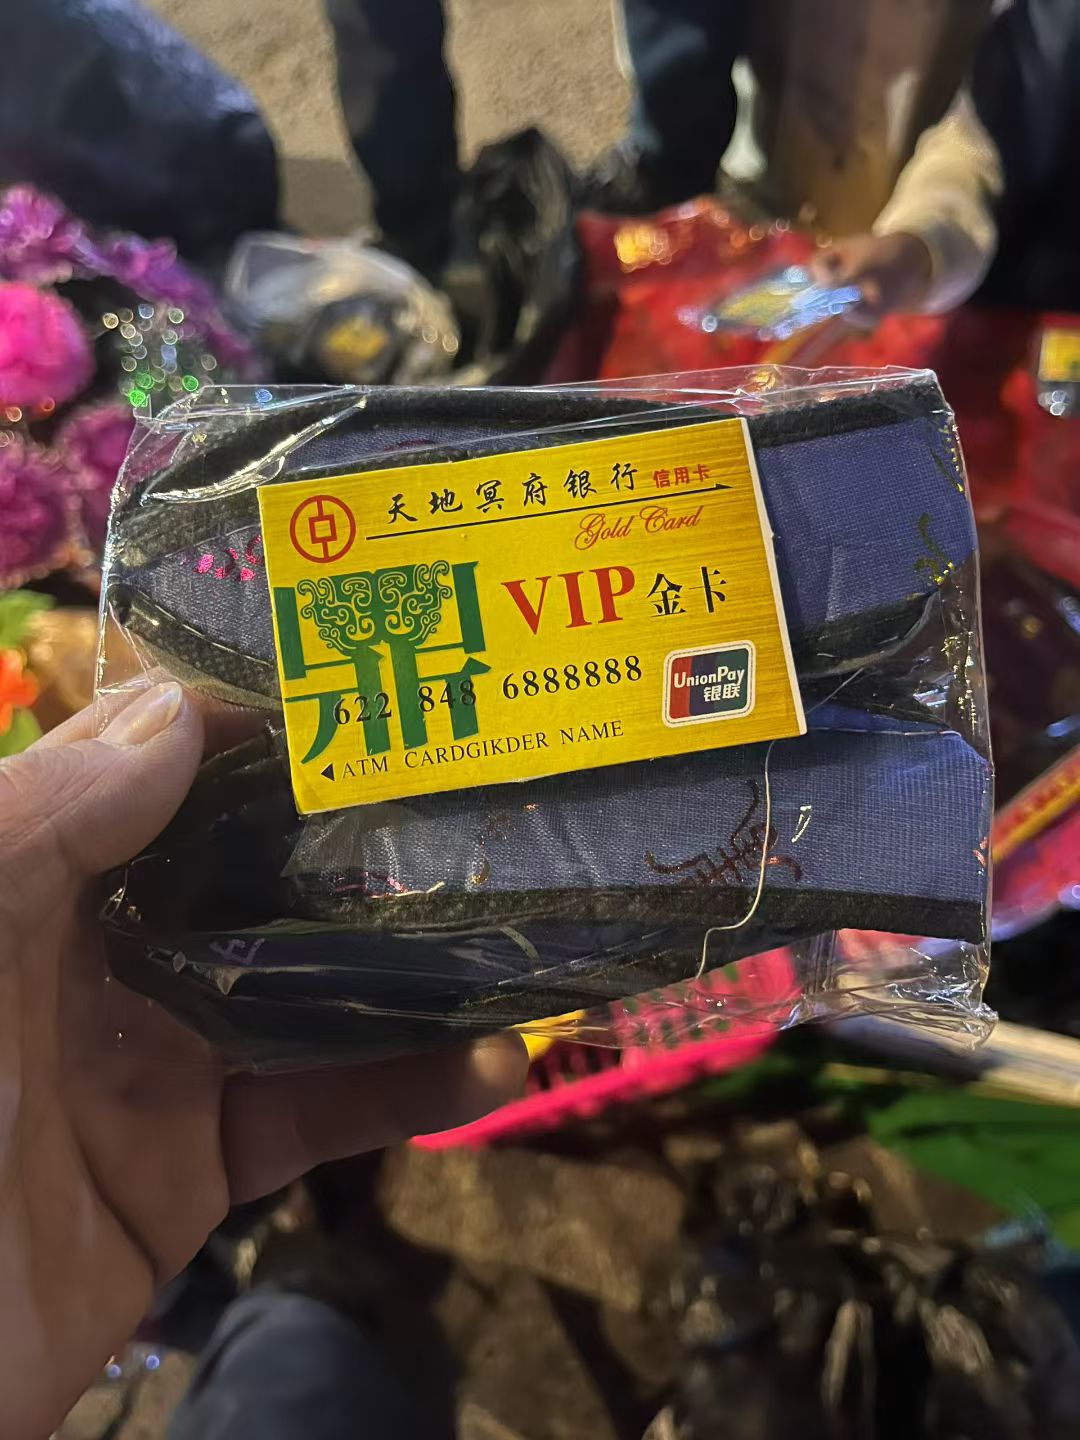 天地冥府银行 信用卡
Gold Card
鼎
VIP 金卡
622 848 6888888
UnionPay
银联
ATM CARDGIKDER NAME